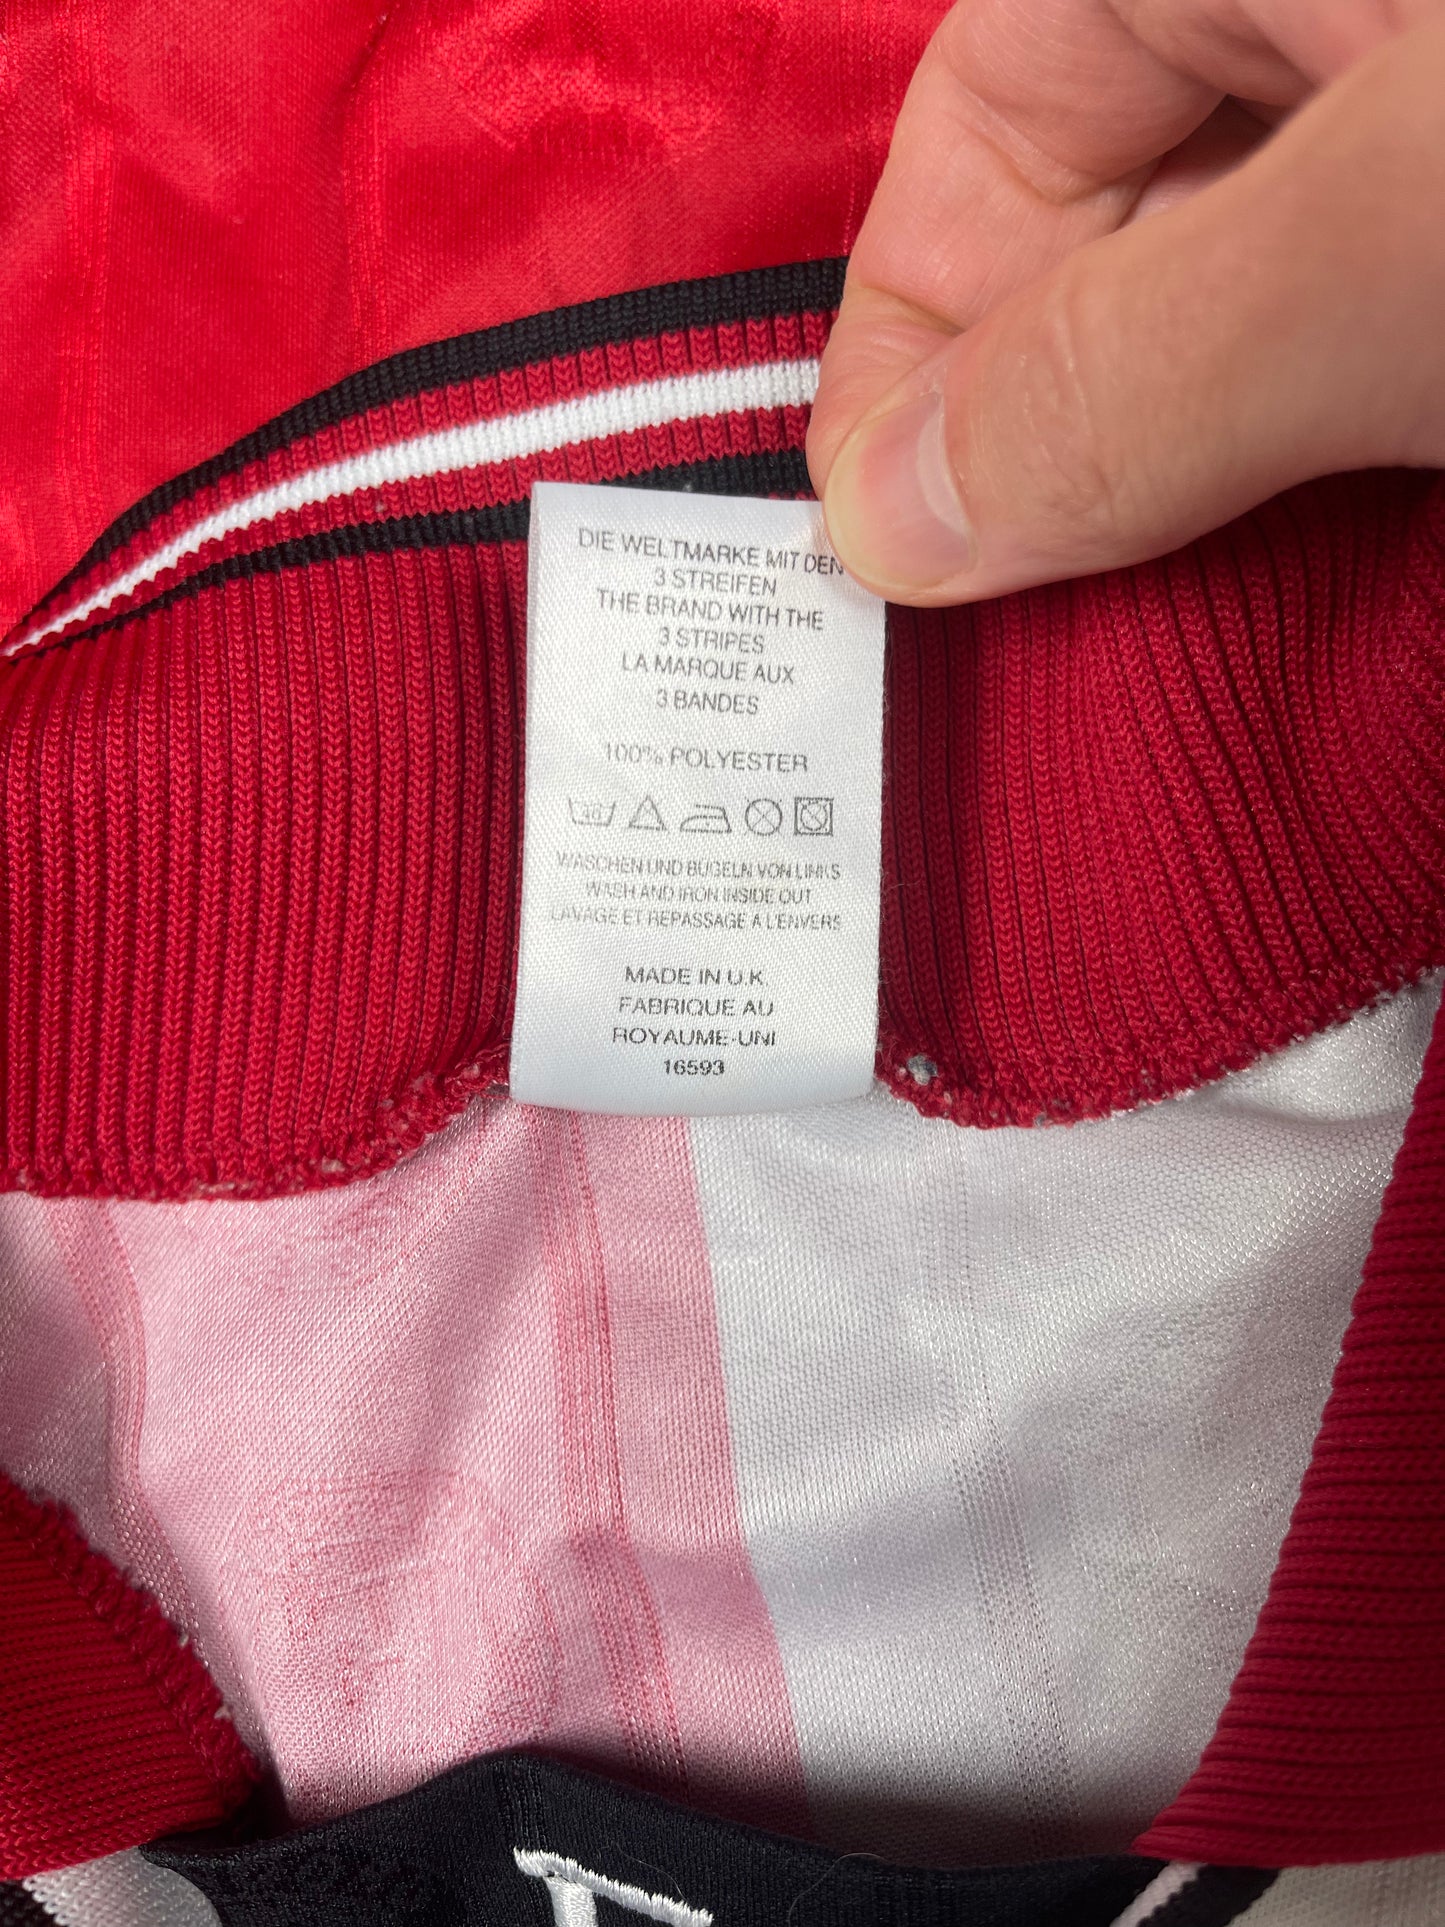 DIE WELTMARKE MIT DEN
3 STREIFEN
THE BRAND WITH THE
3 STRIPES
LA MARQUE AUX
3 BANDES
100% POLYESTER
30
WASCHEN UND BÜGELN VON LINKS
WASH AND IRON INSIDE OUT
LAVAGE ET REPASSAGE A L'ENVERS
MADE IN U.K.
FABRIQUE AU
ROYAUME-UNI
16593